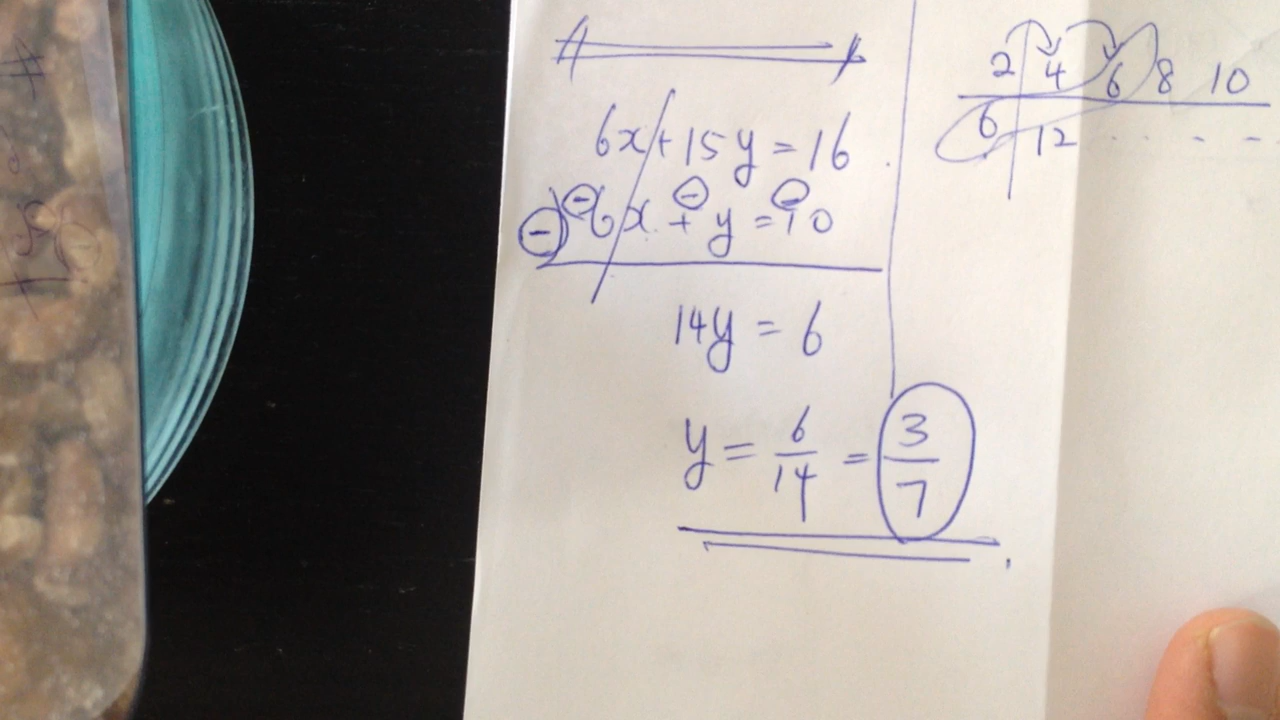 6x + 15y = 16
⊖) 6x + y = 10
⊖ ⊖ ⊖
14y = 6
y = 6/14 = 3/7
2 4 6 8 10
6 12 - - - -